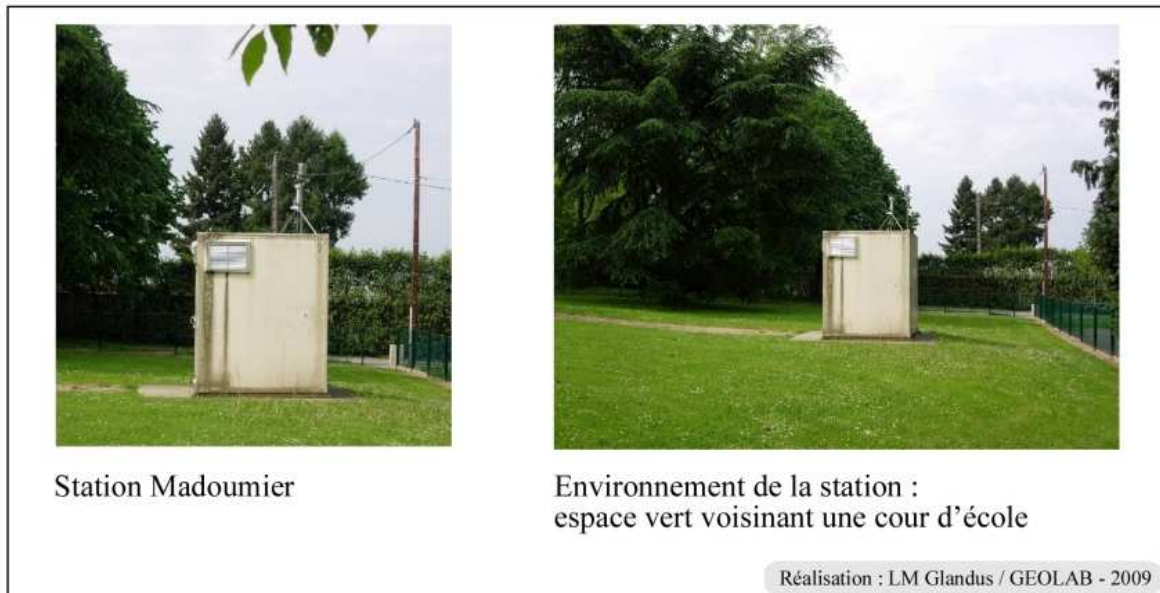 Station Madoumier
Environnement de la station :
espace vert voisinant une cour d'école
Réalisation : LM Glandus / GEOLAB - 2009